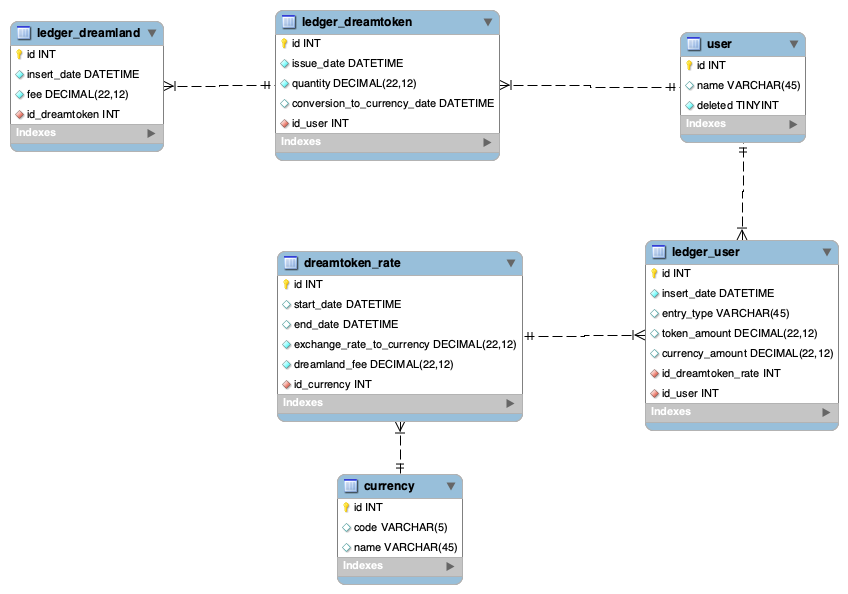 ledger_dreamland
id INT
insert_date DATETIME
fee DECIMAL(22,12)
id_dreamtoken INT
Indexes
ledger_dreamtoken
id INT
issue_date DATETIME
quantity DECIMAL(22,12)
conversion_to_currency_date DATETIME
id_user INT
Indexes
user
id INT
name VARCHAR(45)
deleted TINYINT
Indexes
dreamtoken_rate
id INT
start_date DATETIME
end_date DATETIME
exchange_rate_to_currency DECIMAL(22,12)
dreamland_fee DECIMAL(22,12)
id_currency INT
Indexes
ledger_user
id INT
insert_date DATETIME
entry_type VARCHAR(45)
token_amount DECIMAL(22,12)
currency_amount DECIMAL(22,12)
id_dreamtoken_rate INT
id_user INT
Indexes
currency
id INT
code VARCHAR(5)
name VARCHAR(45)
Indexes